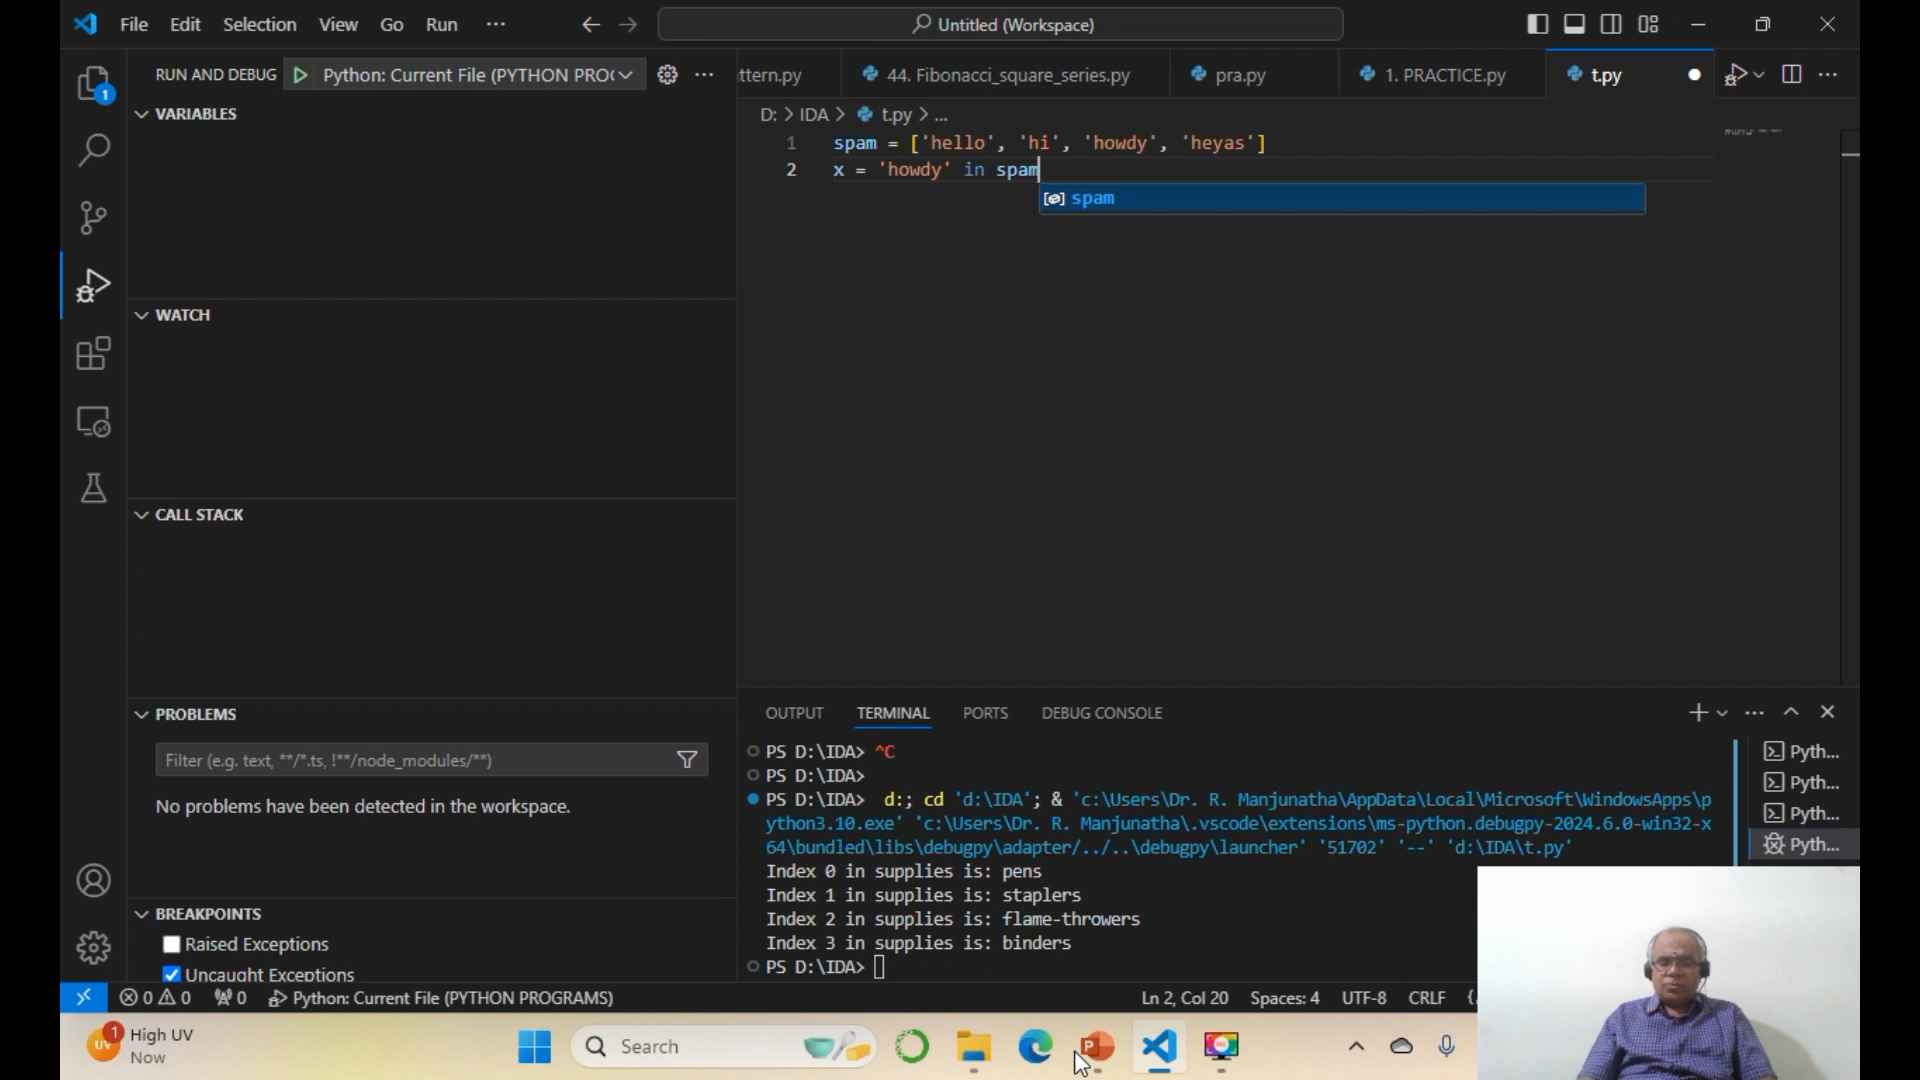 File Edit Selection View Go Run ··· Untitled (Workspace)
RUN AND DEBUG Python: Current File (PYTHON PRO ···
ttern.py 44. Fibonacci_square_series.py pra.py 1. PRACTICE.py t.py ···
VARIABLES
D: > IDA > t.py > ...
1 spam = ['hello', 'hi', 'howdy', 'heyas']
2 x = 'howdy' in spam
spam
WATCH
CALL STACK
PROBLEMS
Filter (e.g. text, **/*.ts, !**/node_modules/**)
No problems have been detected in the workspace.
BREAKPOINTS
Raised Exceptions
Uncaught Exceptions
OUTPUT TERMINAL PORTS DEBUG CONSOLE
PS D:\IDA> ^C
PS D:\IDA>
PS D:\IDA> d:; cd 'd:\IDA'; & 'c:\Users\Dr. R. Manjunatha\AppData\Local\Microsoft\WindowsApps\p
ython3.10.exe' 'c:\Users\Dr. R. Manjunatha\.vscode\extensions\ms-python.debugpy-2024.6.0-win32-x
64\bundled\libs\debugpy\adapter/../..\debugpy\launcher' '51702' '--' 'd:\IDA\t.py'
Index 0 in supplies is: pens
Index 1 in supplies is: staplers
Index 2 in supplies is: flame-throwers
Index 3 in supplies is: binders
PS D:\IDA>
Pyth...
Pyth...
Pyth...
Pyth...
1
0 0 0 Python: Current File (PYTHON PROGRAMS) Ln 2, Col 20 Spaces: 4 UTF-8 CRLF {
1 UV High UV
Now
Search
P